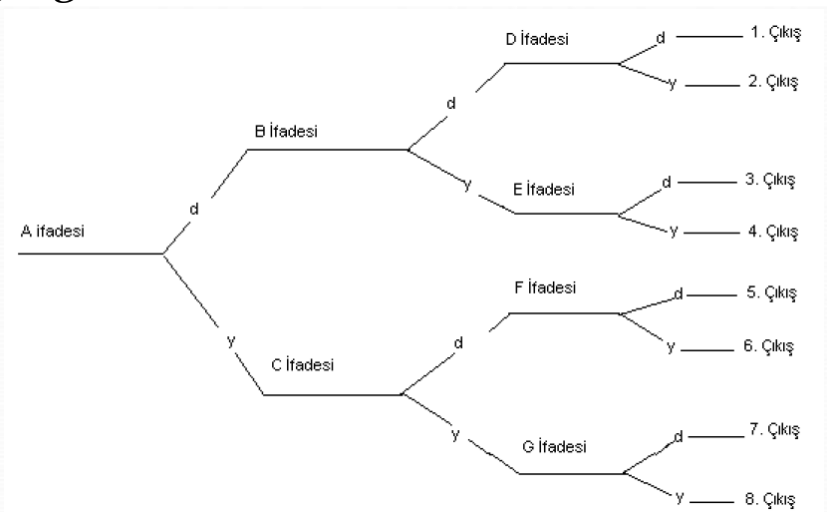 D İfadesi
d
1. Çıkış
y
2. Çıkış
B İfadesi
d
y
E İfadesi
d
3. Çıkış
y
4. Çıkış
A ifadesi
d
y
C İfadesi
d
F İfadesi
d
5. Çıkış
y
6. Çıkış
y
G İfadesi
d
7. Çıkış
y
8. Çıkış